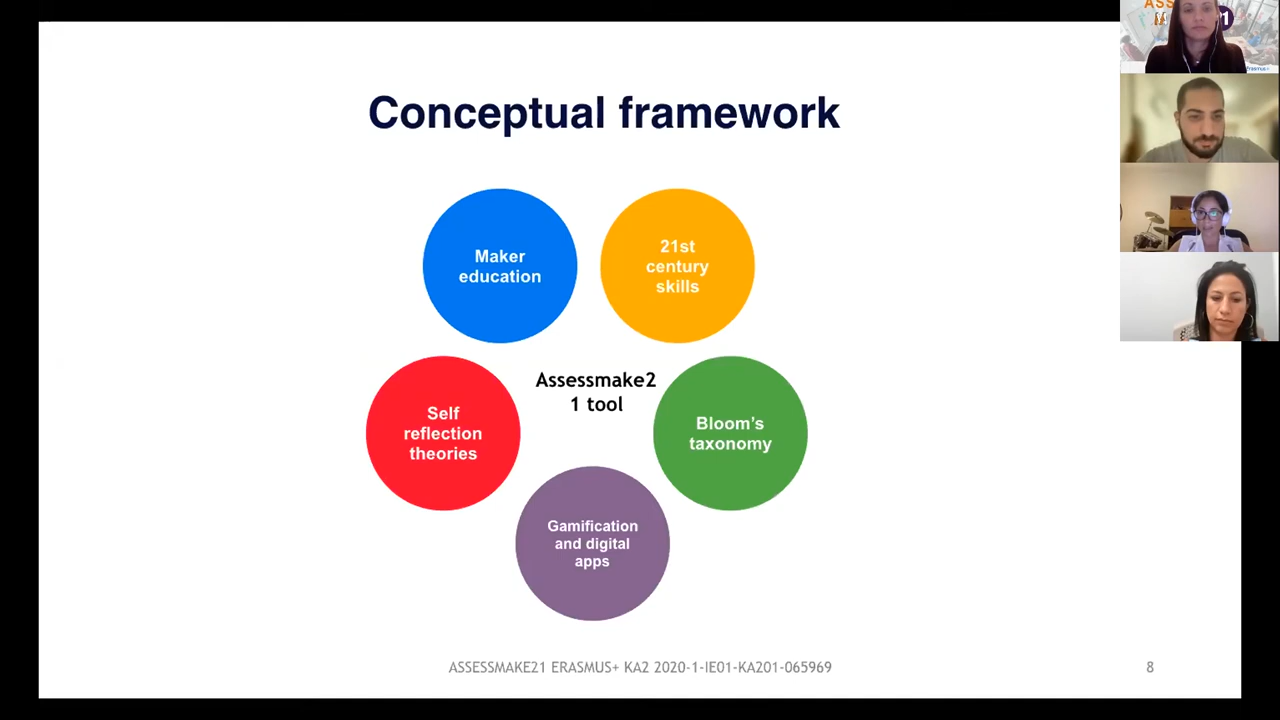 Conceptual framework
Maker
education
21st
century
skills
Assessmake2
1 tool
Self
reflection
theories
Bloom's
taxonomy
Gamification
and digital
apps
ASSESSMAKE21 ERASMUS+ KA2 2020-1-IE01-KA201-065969
8